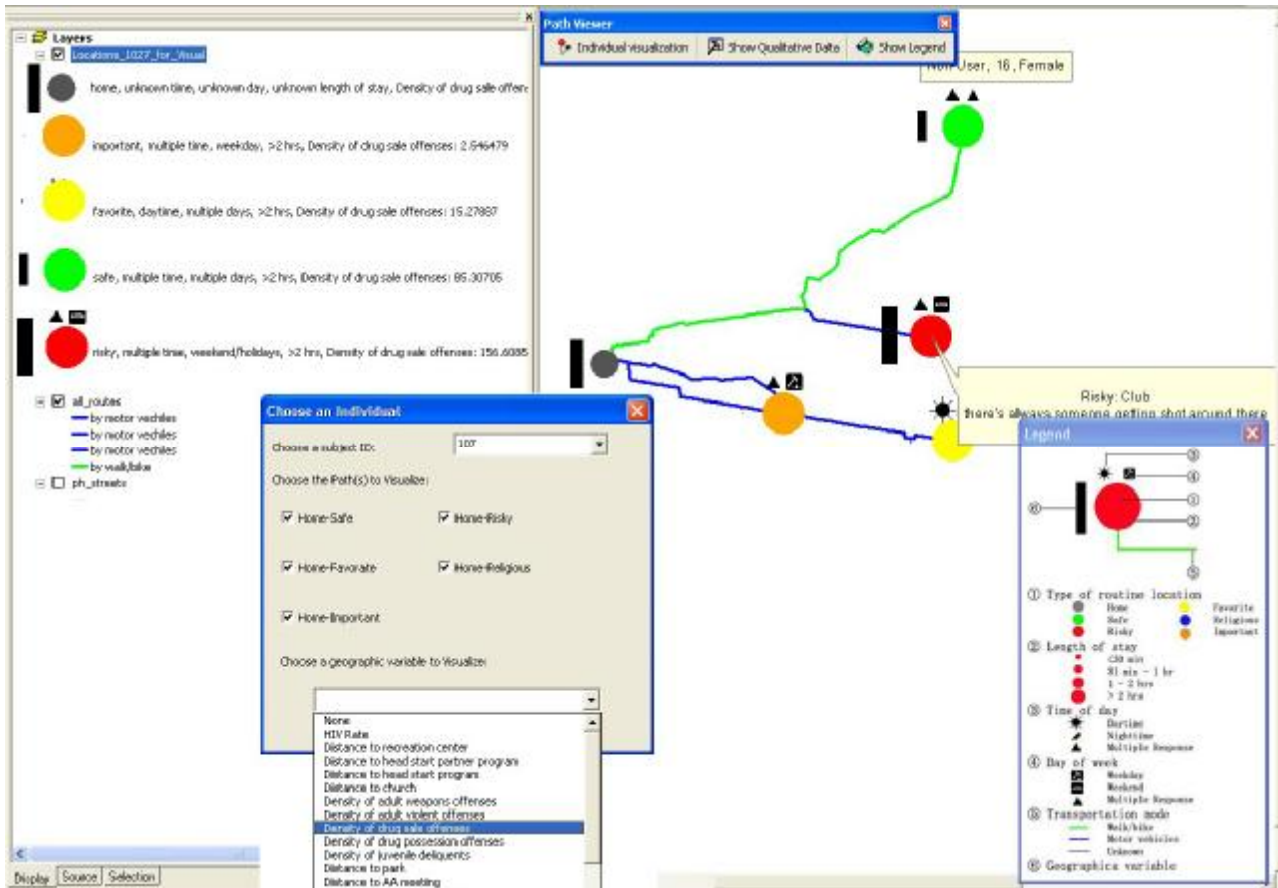 Layers
Locations_1027_for_Visual
home, unknown time, unknown day, unknown length of stay, Density of drug sale offen
important, multiple time, weekday, >2 hrs, Density of drug sale offenses: 2.546479
favorite, daytime, multiple days, >2 hrs, Density of drug sale offenses: 15.27887
safe, multiple time, multiple days, >2 hrs, Density of drug sale offenses: 85.30705
risky, multiple time, weekend/holidays, >2 hrs, Density of drug sale offenses: 156.6085
all_routes
by motor vechiles
by motor vechiles
by motor vechiles
by walk/bike
ph_streets
Display Source Selection
Path Viewer
Individual visualization Show Qualitative Data Show Legend
User, 16, Female
Risky: Club
there's always someone getting shot around there
Choose an Individual
Choose a subject ID: 107
Choose the Path(s) to Visualize:
Home-Safe Home-Risky
Home-Favorate Home-Religious
Home-Important
Choose a geographic variable to Visualize:
None
HIV Rate
Distance to recreation center
Distance to head start partner program
Distance to head start program
Distance to church
Density of adult weapons offenses
Density of adult violent offenses
Density of drug sale offenses
Density of drug possession offenses
Density of juvenile deliquents
Distance to park
Distance to AA meeting
Legend
③
④
①
⑥
②
⑤
① Type of routine location
Home Favorite
Safe Religious
Risky Important
② Length of stay
<30 min
31 min - 1 hr
1 - 2 hrs
> 2 hrs
③ Time of day
Daytime
Nighttime
Multiple Response
④ Day of week
Weekday
Weekend
Multiple Response
⑤ Transportation mode
Walk/bike
Motor vehicles
Unknown
⑥ Geographics variable